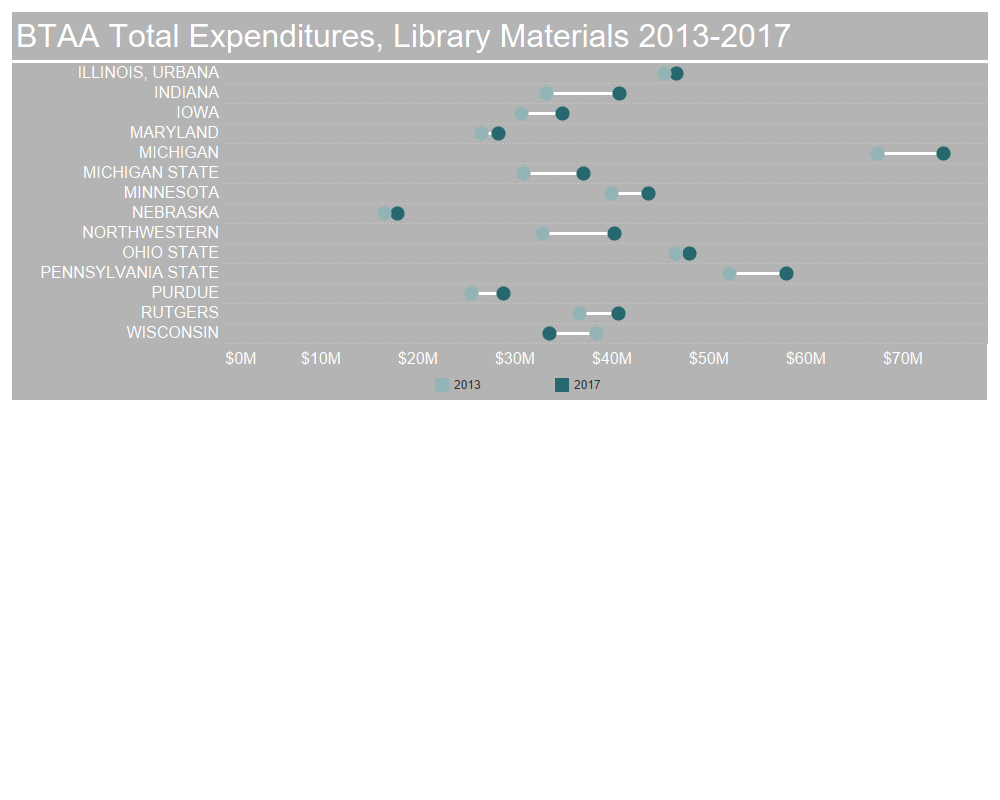 BTAA Total Expenditures, Library Materials 2013-2017
ILLINOIS, URBANA
INDIANA
IOWA
MARYLAND
MICHIGAN
MICHIGAN STATE
MINNESOTA
NEBRASKA
NORTHWESTERN
OHIO STATE
PENNSYLVANIA STATE
PURDUE
RUTGERS
WISCONSIN
$0M $10M $20M $30M $40M $50M $60M $70M
2013 2017